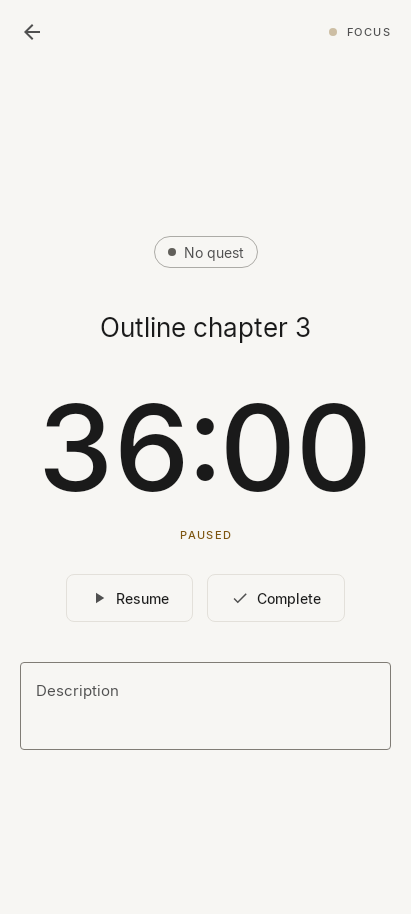 FOCUS
No quest
Outline chapter 3
36:00
PAUSED
Resume
Complete
Description